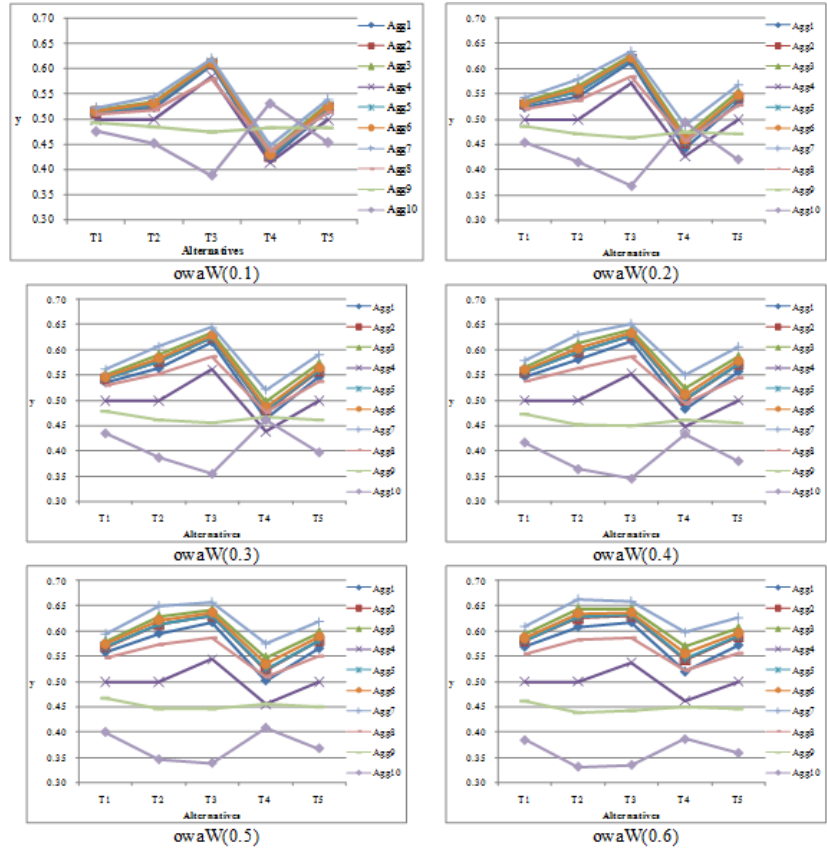 0.70
0.65
0.60
0.55
0.50
0.45
0.40
0.35
0.30
y
T1 T2 T3 T4 T5
Alternatives
Agg1
Agg2
Agg3
Agg4
Agg5
Agg6
Agg7
Agg8
Agg9
Agg10
owaW(0.1)
0.70
0.65
0.60
0.55
0.50
0.45
0.40
0.35
0.30
y
T1 T2 T3 T4 T5
Alternatives
Agg1
Agg2
Agg3
Agg4
Agg5
Agg6
Agg7
Agg8
Agg9
Agg10
owaW(0.2)
0.70
0.65
0.60
0.55
0.50
0.45
0.40
0.35
0.30
y
T1 T2 T3 T4 T5
Alternatives
Agg1
Agg2
Agg3
Agg4
Agg5
Agg6
Agg7
Agg8
Agg9
Agg10
owaW(0.3)
0.70
0.65
0.60
0.55
0.50
0.45
0.40
0.35
0.30
y
T1 T2 T3 T4 T5
Alternatives
Agg1
Agg2
Agg3
Agg4
Agg5
Agg6
Agg7
Agg8
Agg9
Agg10
owaW(0.4)
0.70
0.65
0.60
0.55
0.50
0.45
0.40
0.35
0.30
y
T1 T2 T3 T4 T5
Alternatives
Agg1
Agg2
Agg3
Agg4
Agg5
Agg6
Agg7
Agg8
Agg9
Agg10
owaW(0.5)
0.70
0.65
0.60
0.55
0.50
0.45
0.40
0.35
0.30
y
T1 T2 T3 T4 T5
Alternatives
Agg1
Agg2
Agg3
Agg4
Agg5
Agg6
Agg7
Agg8
Agg9
Agg10
owaW(0.6)